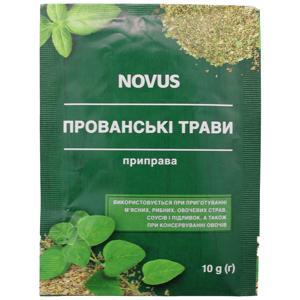 NOVUS
ПРОВАНСЬКІ ТРАВИ
приправа
ВИКОРИСТОВУЄТЬСЯ ПРИ ПРИГОТУВАННІ
М'ЯСНИХ, РИБНИХ, ОВОЧЕВИХ СТРАВ,
СОУСІВ І ПІДЛИВОК, А ТАКОЖ
ПРИ КОНСЕРВУВАННІ ОВОЧІВ
10 g (г)